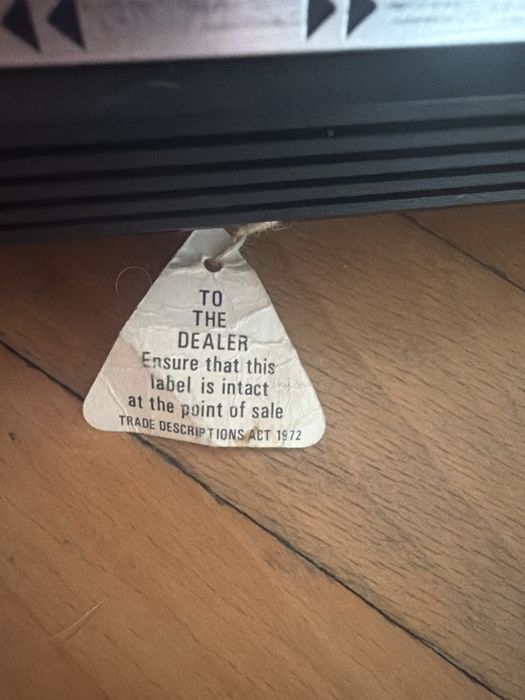 TO
THE
DEALER
Ensure that this
label is intact
at the point of sale
TRADE DESCRIPTIONS ACT 1972